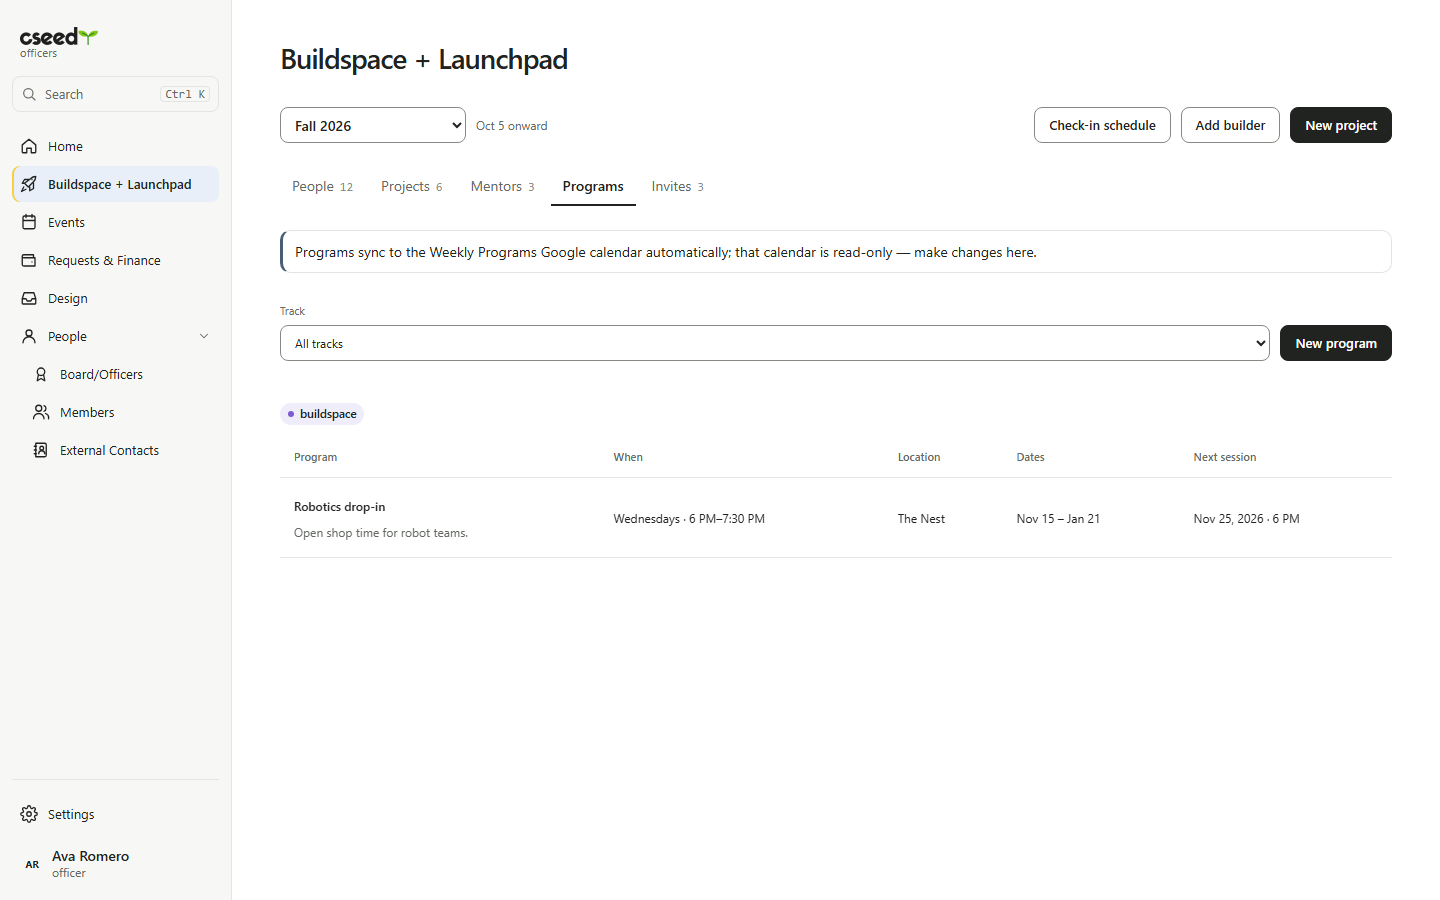 cseed
officers
Search
Ctrl K
Home
Buildspace + Launchpad
Events
Requests & Finance
Design
People
Board/Officers
Members
External Contacts
Settings
AR
Ava Romero
officer
Buildspace + Launchpad
Fall 2026
Oct 5 onward
Check-in schedule
Add builder
New project
People 12
Projects 6
Mentors 3
Programs
Invites 3
Programs sync to the Weekly Programs Google calendar automatically; that calendar is read-only — make changes here.
Track
All tracks
New program
buildspace
Program When Location Dates Next session
Robotics drop-in
Open shop time for robot teams.
Wednesdays · 6 PM–7:30 PM
The Nest
Nov 15 – Jan 21
Nov 25, 2026 · 6 PM